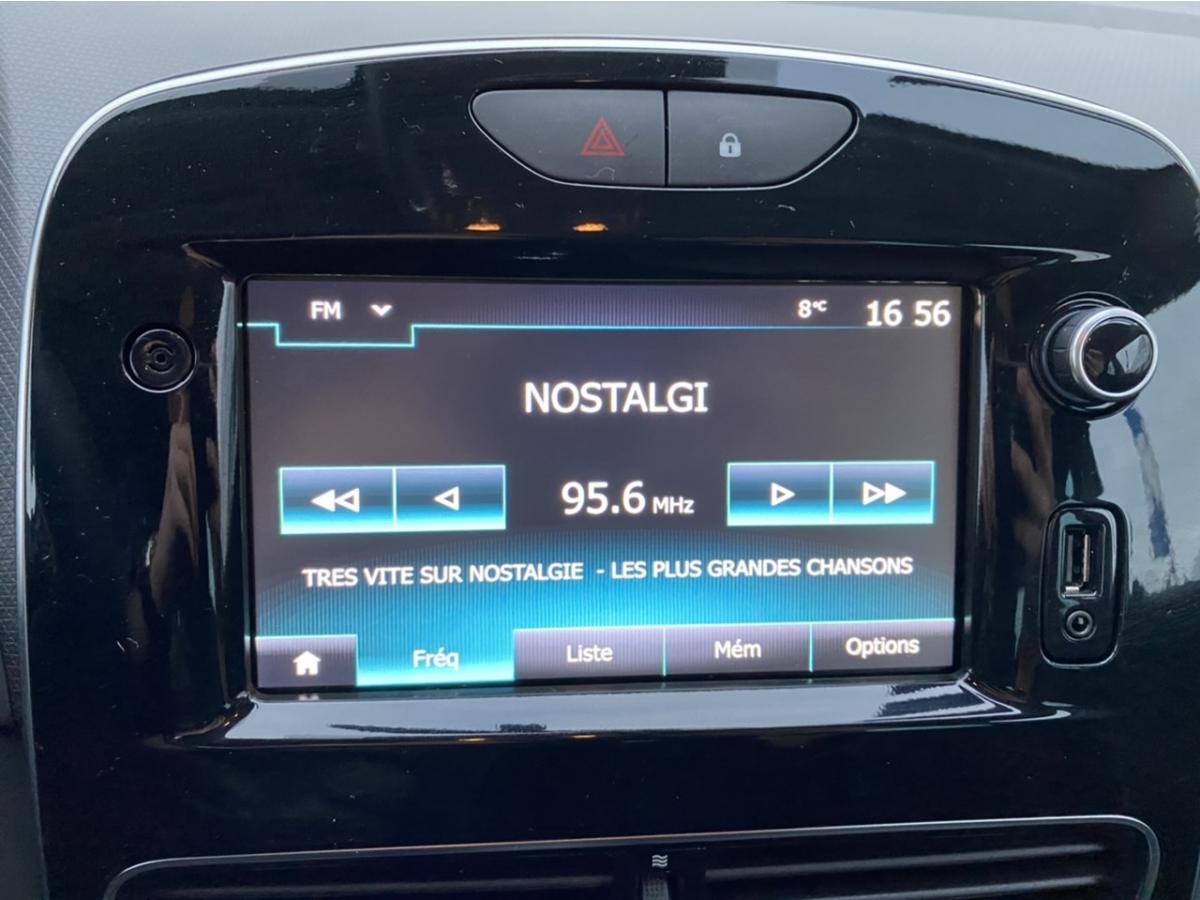 FM 8°C 16 56
NOSTALGI
95.6 MHz
TRES VITE SUR NOSTALGIE - LES PLUS GRANDES CHANSONS
Fréq Liste Mém Options